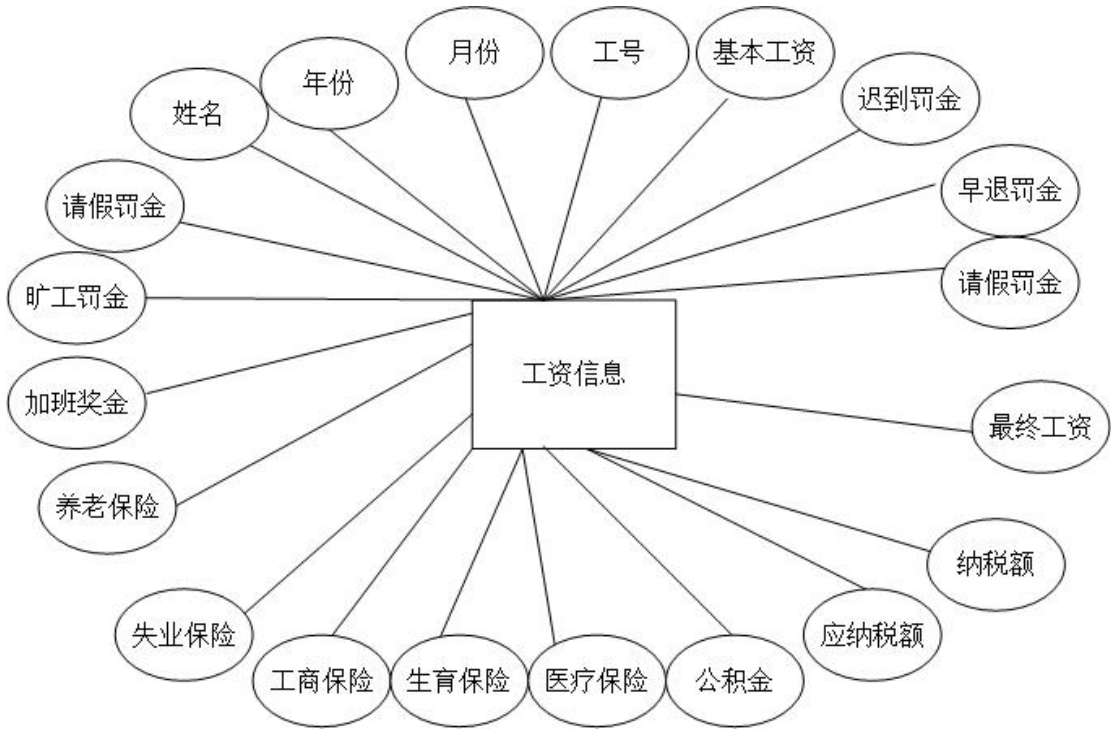 月份
工号
基本工资
年份
迟到罚金
姓名
早退罚金
请假罚金
请假罚金
旷工罚金
工资信息
加班奖金
最终工资
养老保险
纳税额
失业保险
应纳税额
工商保险
生育保险
医疗保险
公积金